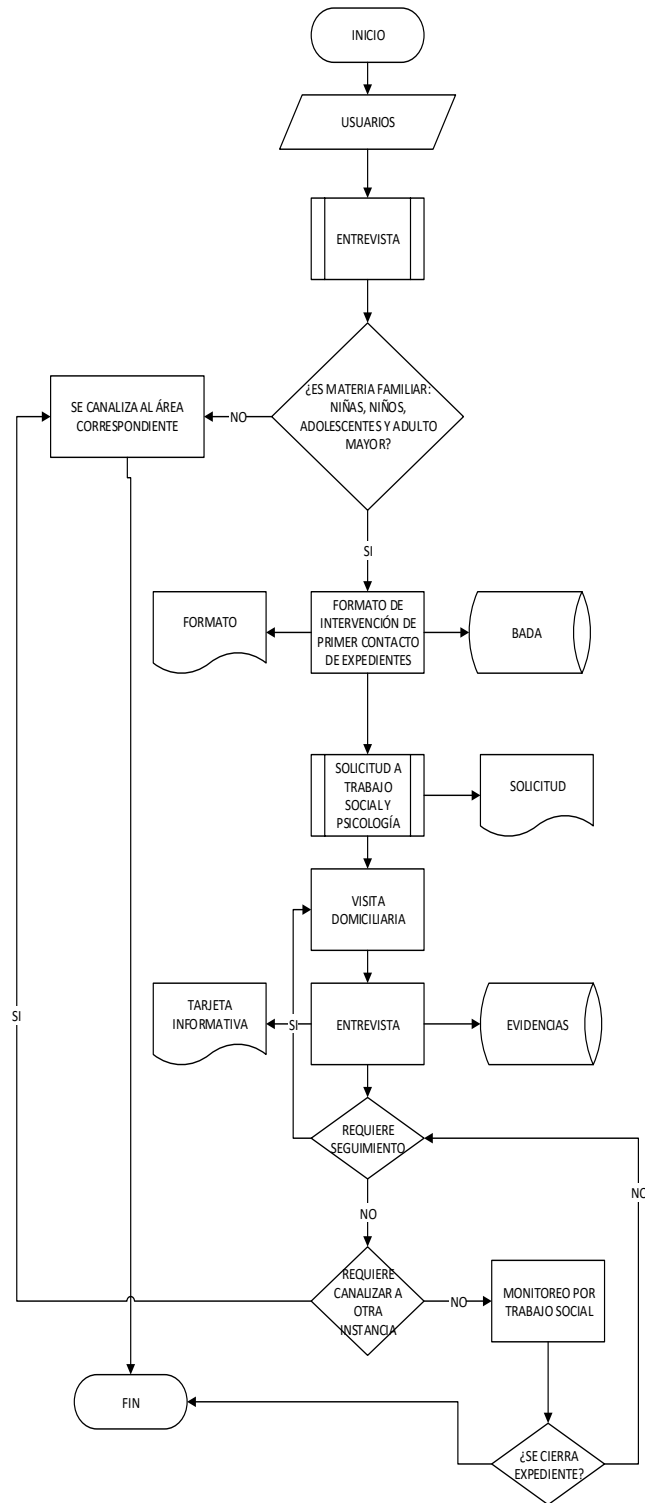 INICIO
USUARIOS
ENTREVISTA
¿ES MATERIA FAMILIAR:
NIÑAS, NIÑOS,
ADOLESCENTES Y ADULTO
MAYOR?
NO
SE CANALIZA AL ÁREA
CORRESPONDIENTE
SI
FORMATO
FORMATO DE
INTERVENCIÓN DE
PRIMER CONTACTO
DE EXPEDIENTES
BADA
SOLICITUD A
TRABAJO
SOCIAL Y
PSICOLOGÍA
SOLICITUD
VISITA
DOMICILIARIA
SI
TARJETA
INFORMATIVA
SI
ENTREVISTA
EVIDENCIAS
REQUIERE
SEGUIMIENTO
NO
NO
REQUIERE
CANALIZAR A
OTRA
INSTANCIA
NO
MONITOREO POR
TRABAJO SOCIAL
FIN
¿SE CIERRA
EXPEDIENTE?